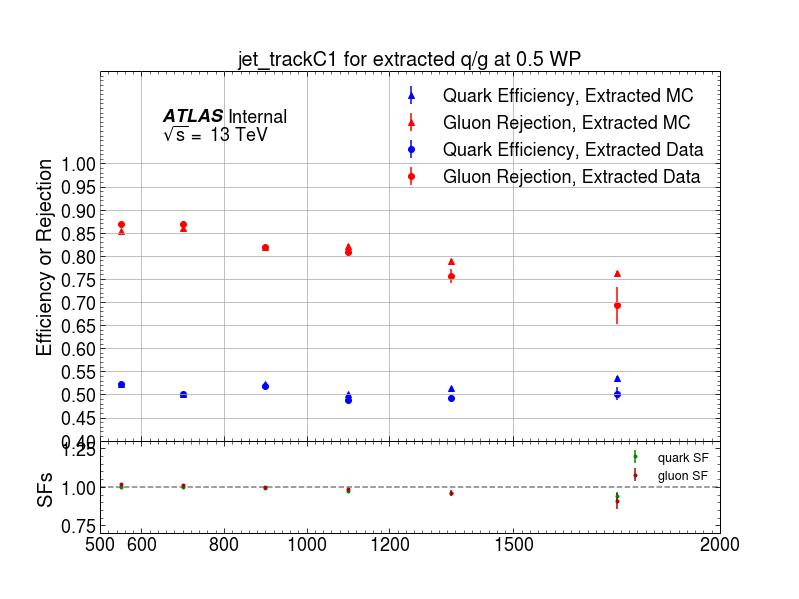 jet_trackC1 for extracted q/g at 0.5 WP
ATLAS Internal
√s = 13 TeV
Quark Efficiency, Extracted MC
Gluon Rejection, Extracted MC
Quark Efficiency, Extracted Data
Gluon Rejection, Extracted Data
Efficiency or Rejection
1.00
0.95
0.90
0.85
0.80
0.75
0.70
0.65
0.60
0.55
0.50
0.45
0.40
SFs
1.25
1.00
0.75
quark SF
gluon SF
500 600 800 1000 1200 1500 2000